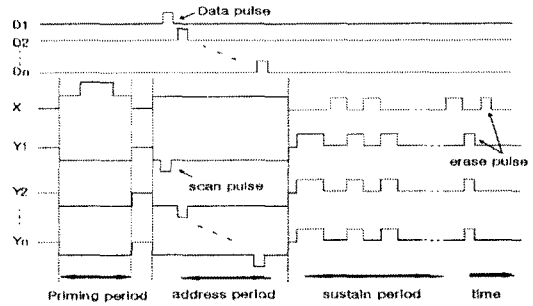 D1
Data pulse
D2
Dn
X
Y1
erase pulse
scan pulse
Y2
Yn
Priming period
address period
sustain period
time